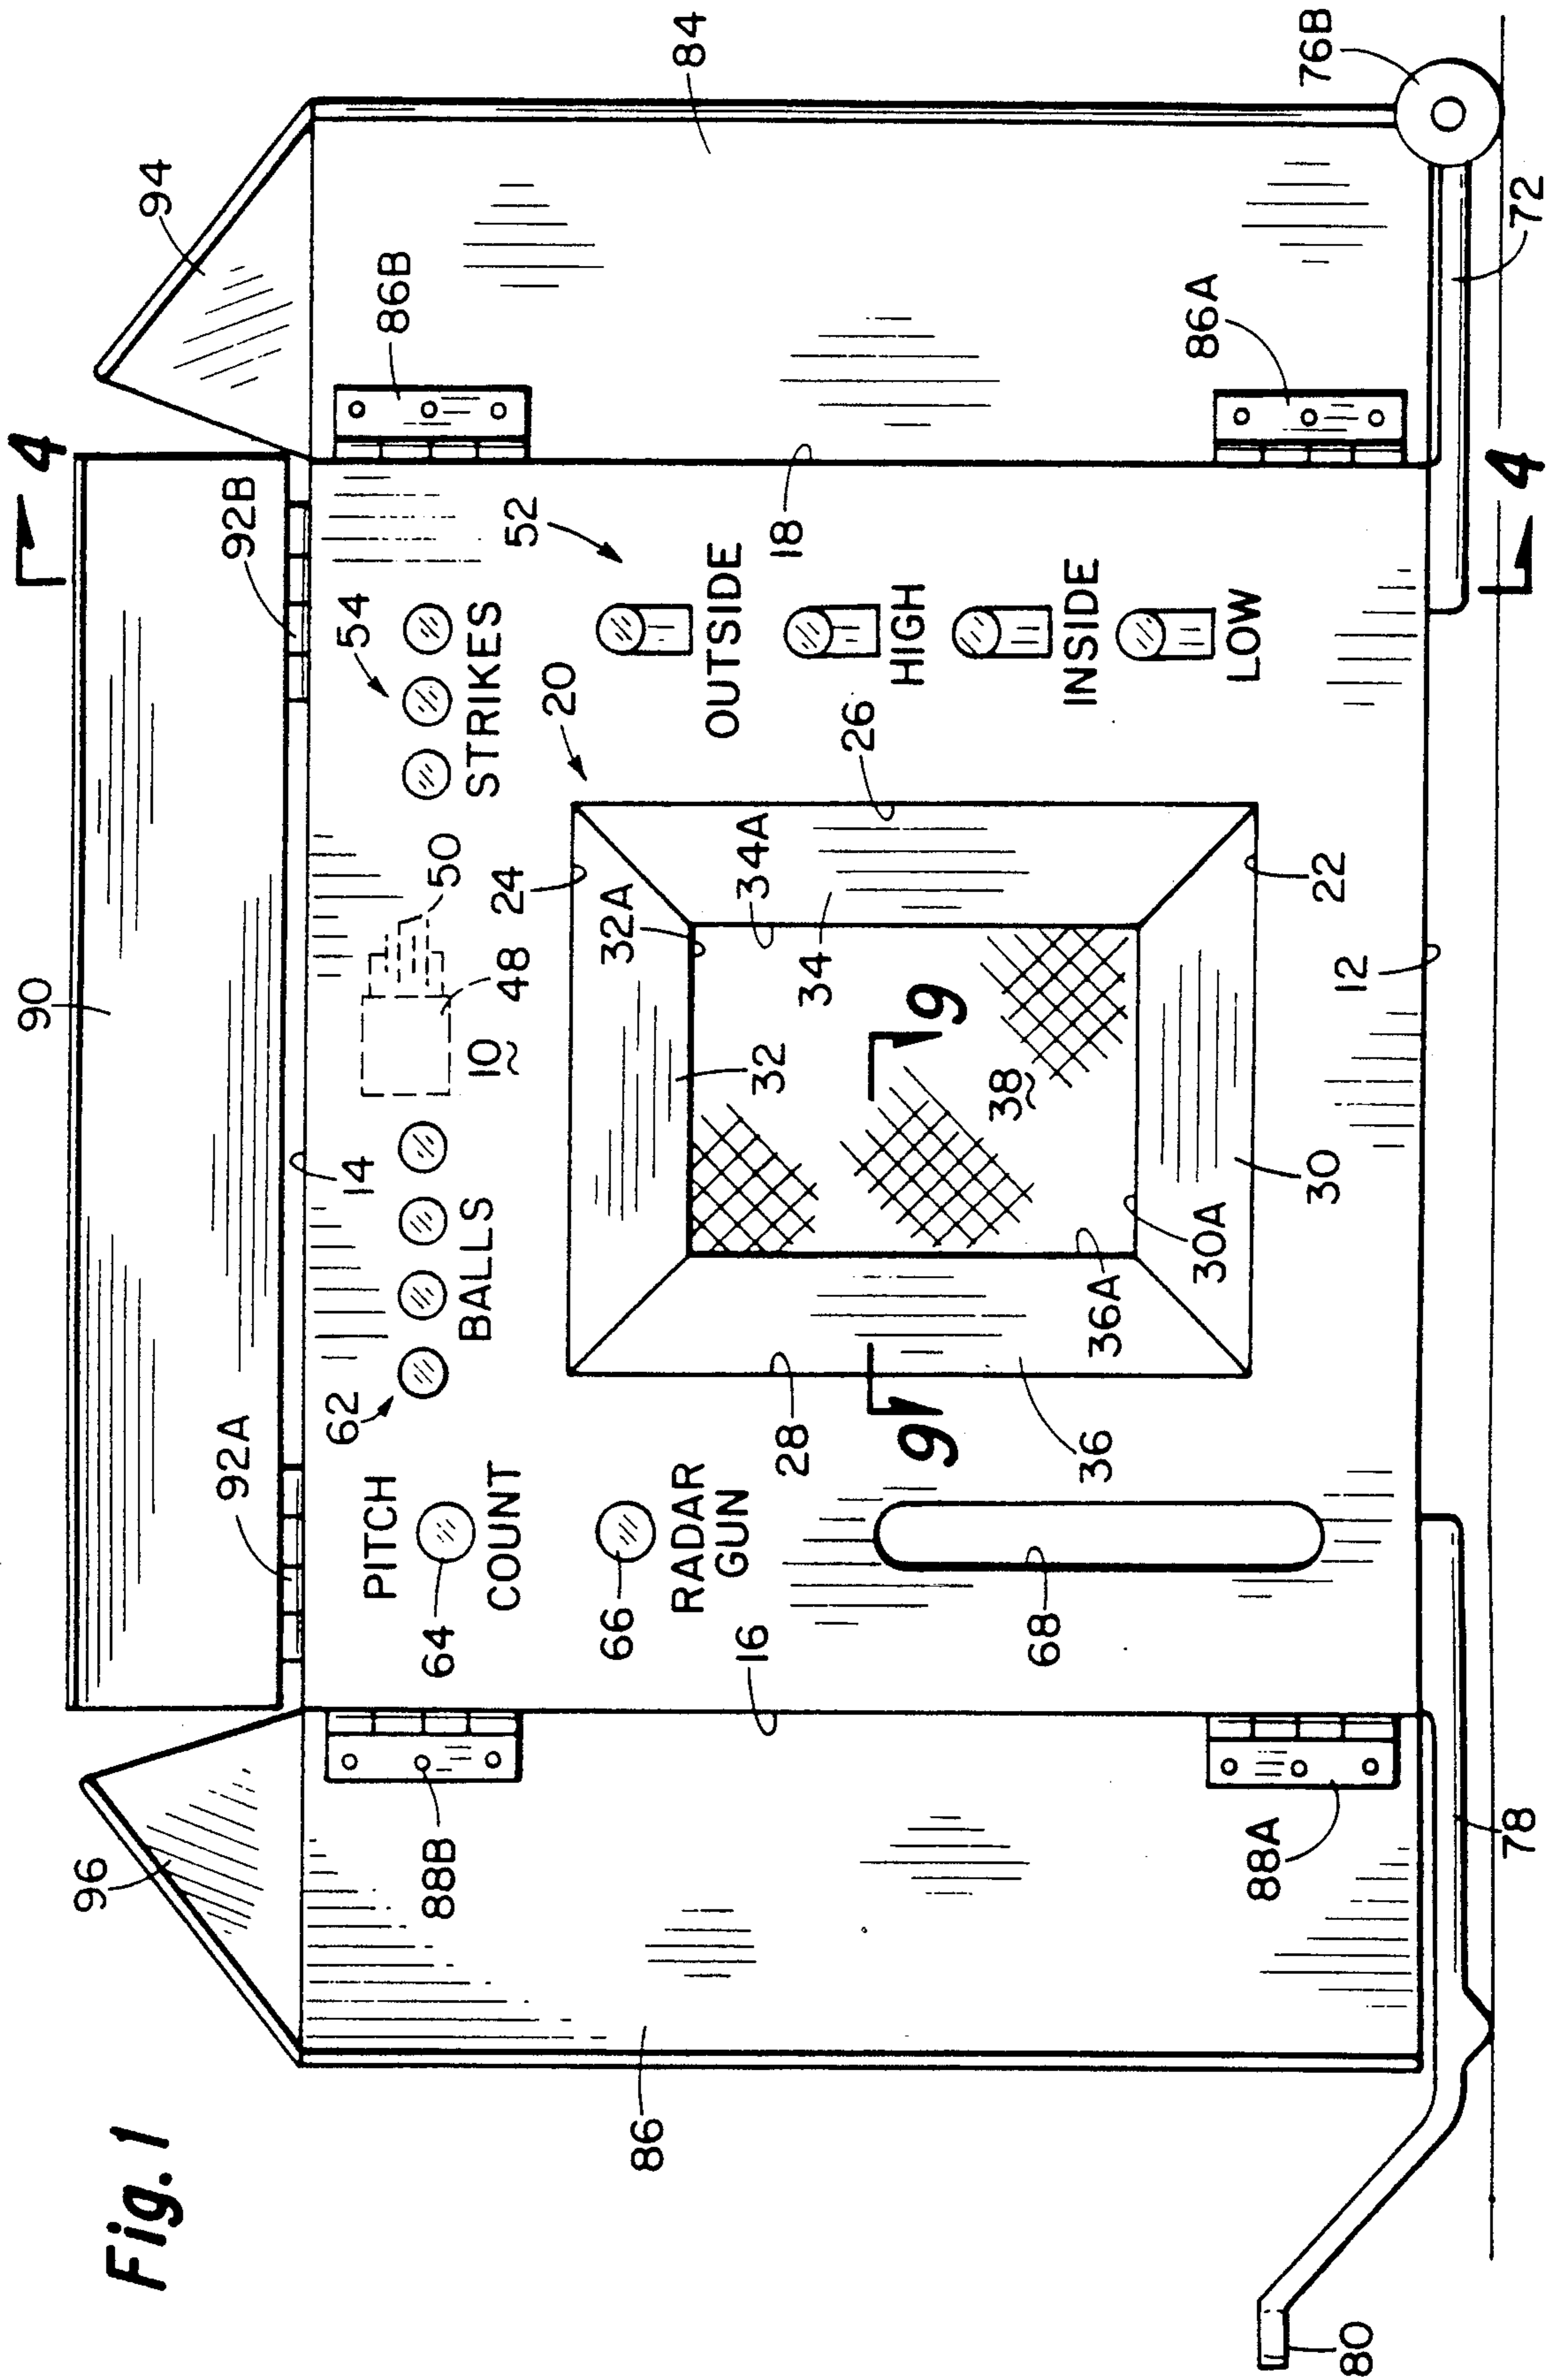 Fig. 1
96
92A
90
92B
4
94
PITCH
64
COUNT
62
BALLS
14
10
48
50
54
STRIKES
52
86B
88B
66
RADAR
GUN
24
20
OUTSIDE
84
86
16
28
32
32A
34A
26
18
34
HIGH
9
9
68
38
INSIDE
36
36A
30A
LOW
86A
88A
30
22
12
80
78
4
72
76B